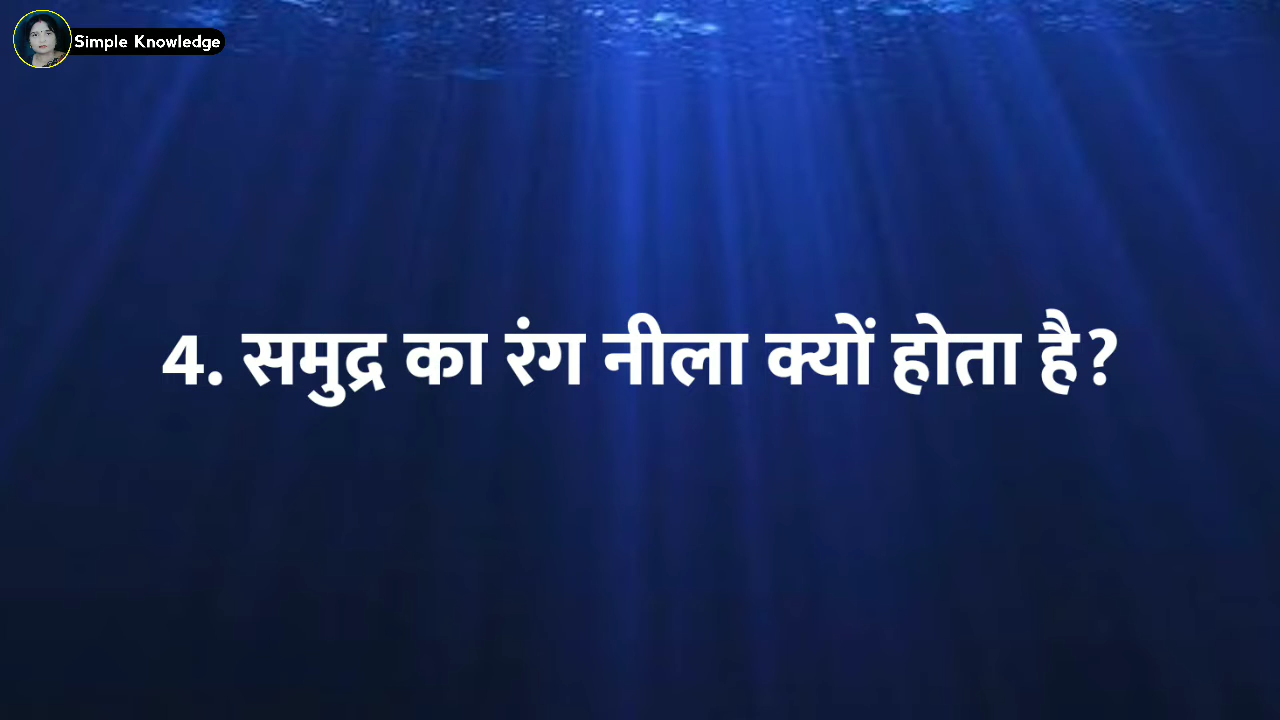 Simple Knowledge
4. समुद्र का रंग नीला क्यों होता है?